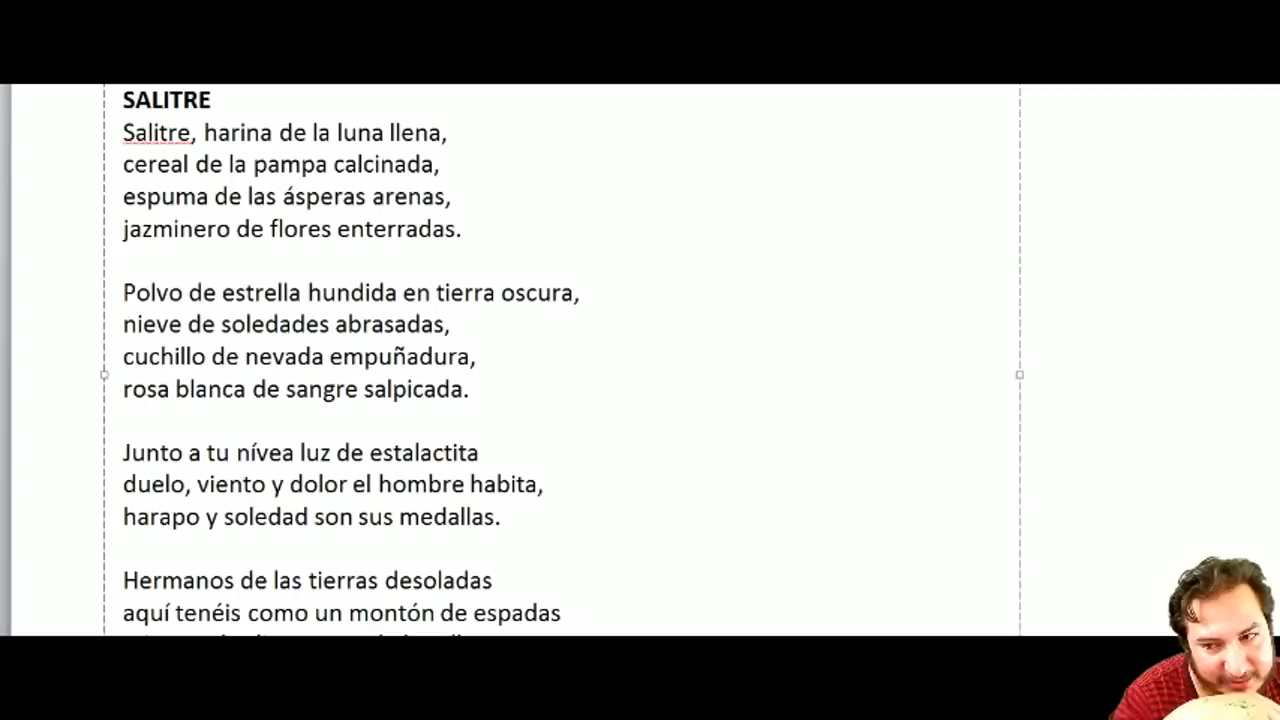 SALITRE
Salitre, harina de la luna llena,
cereal de la pampa calcinada,
espuma de las ásperas arenas,
jazminero de flores enterradas.
Polvo de estrella hundida en tierra oscura,
nieve de soledades abrasadas,
cuchillo de nevada empuñadura,
rosa blanca de sangre salpicada.
Junto a tu nívea luz de estalactita
duelo, viento y dolor el hombre habita,
harapo y soledad son sus medallas.
Hermanos de las tierras desoladas
aquí tenéis como un montón de espadas